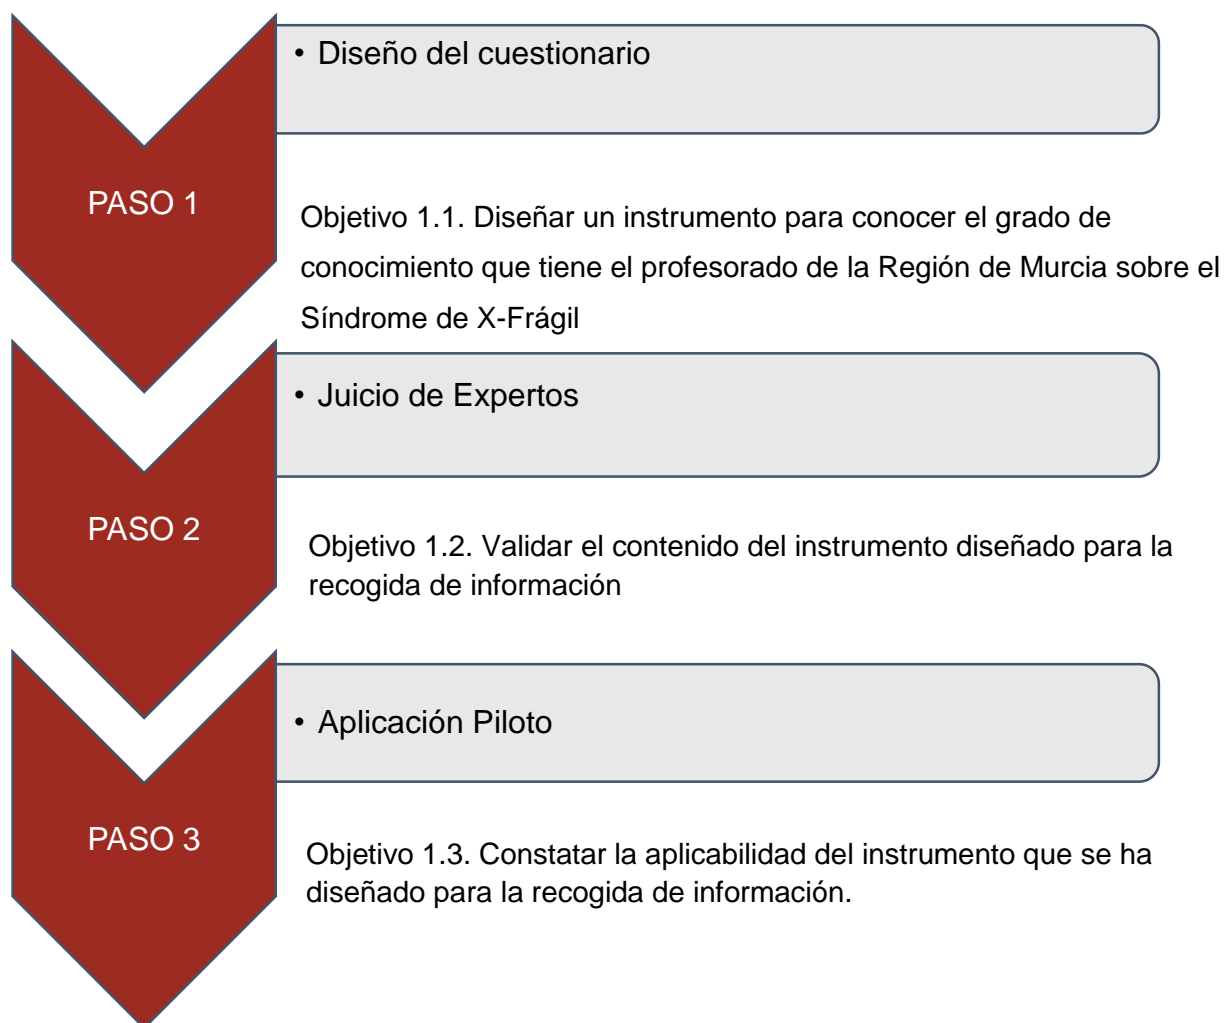 • Diseño del cuestionario
PASO 1
Objetivo 1.1. Diseñar un instrumento para conocer el grado de
conocimiento que tiene el profesorado de la Región de Murcia sobre el
Síndrome de X-Frágil
• Juicio de Expertos
PASO 2
Objetivo 1.2. Validar el contenido del instrumento diseñado para la
recogida de información
• Aplicación Piloto
PASO 3
Objetivo 1.3. Constatar la aplicabilidad del instrumento que se ha
diseñado para la recogida de información.